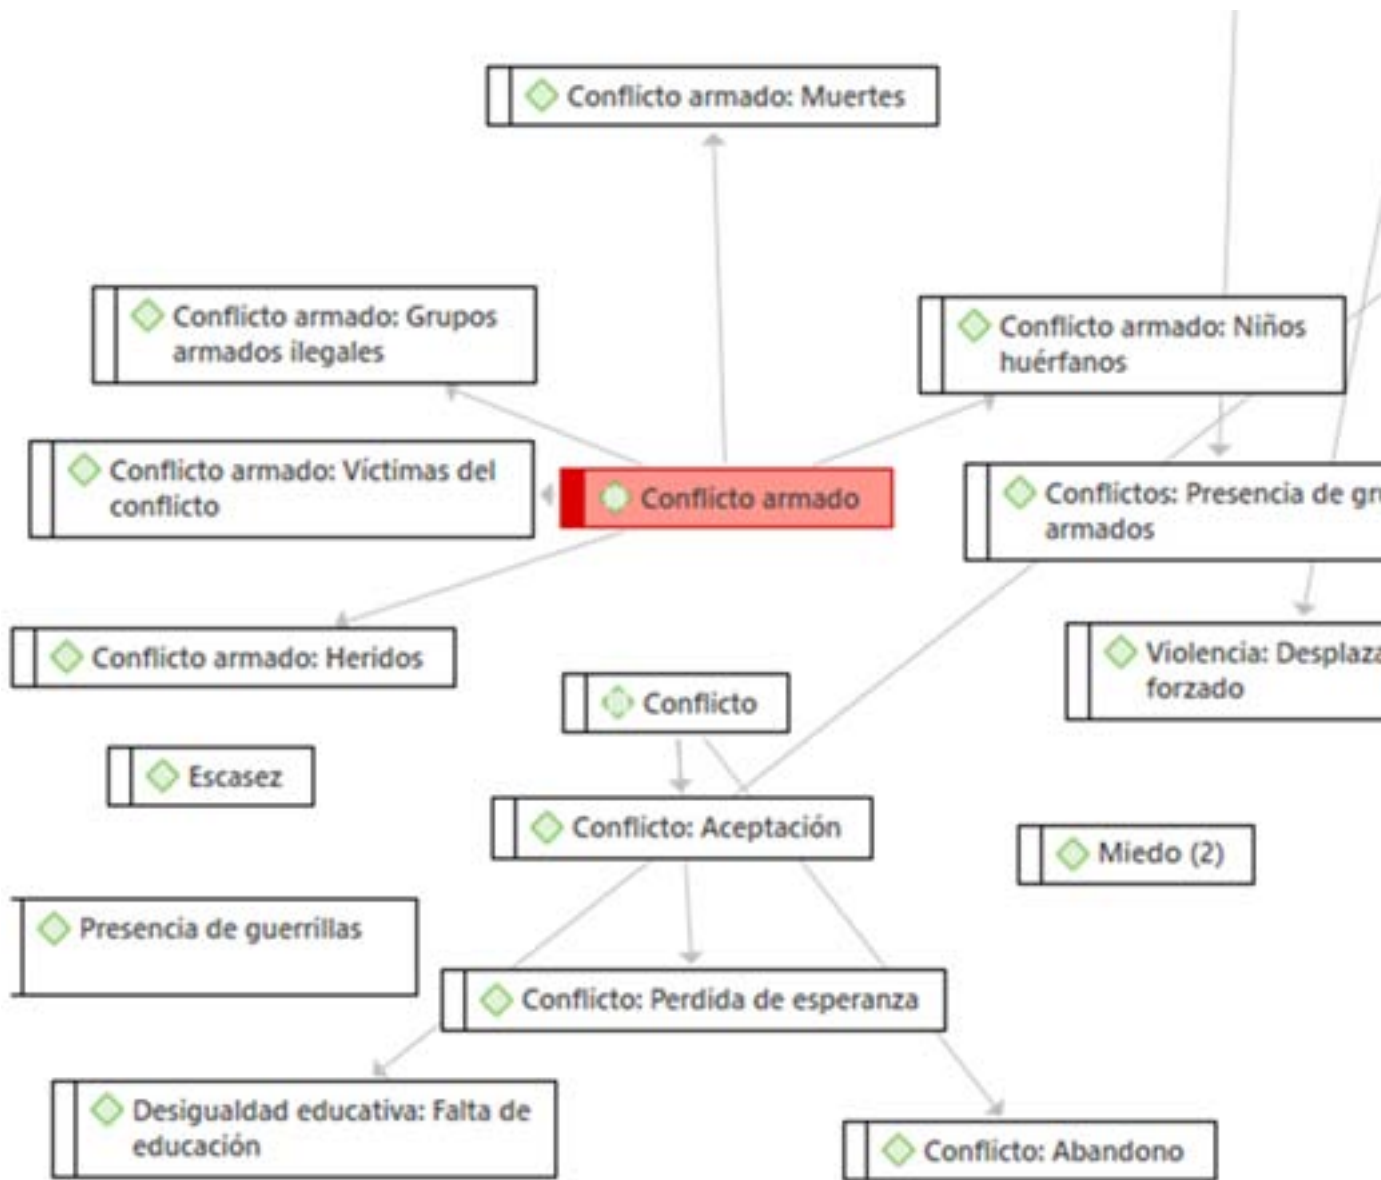 Conflicto armado: Muertes
Conflicto armado: Grupos
armados ilegales
Conflicto armado: Niños
huérfanos
Conflicto armado: Víctimas del
conflicto
Conflicto armado
Conflictos: Presencia de gru
armados
Conflicto armado: Heridos
Violencia: Desplaza
forzado
Conflicto
Escasez
Conflicto: Aceptación
Miedo (2)
Presencia de guerrillas
Conflicto: Perdida de esperanza
Desigualdad educativa: Falta de
educación
Conflicto: Abandono